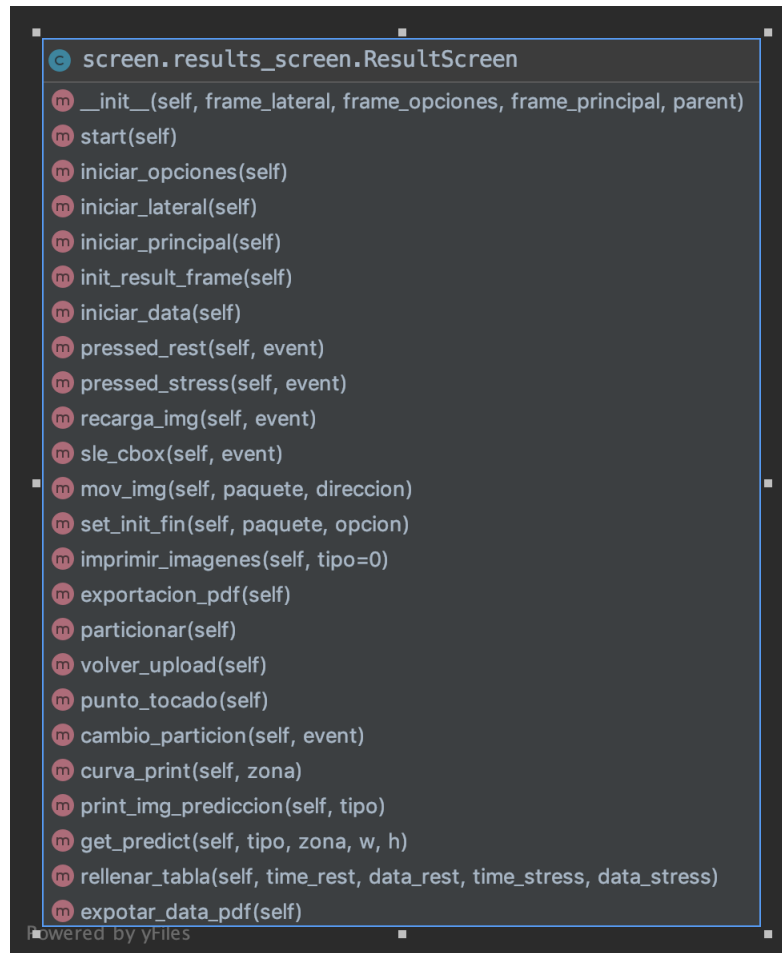 C screen.results_screen.ResultScreen
m __init__(self, frame_lateral, frame_opciones, frame_principal, parent)
m start(self)
m iniciar_opciones(self)
m iniciar_lateral(self)
m iniciar_principal(self)
m init_result_frame(self)
m iniciar_data(self)
m pressed_rest(self, event)
m pressed_stress(self, event)
m recarga_img(self, event)
m sle_cbox(self, event)
m mov_img(self, paquete, direccion)
m set_init_fin(self, paquete, opcion)
m imprimir_imagenes(self, tipo=0)
m exportacion_pdf(self)
m particionar(self)
m volver_upload(self)
m punto_tocado(self)
m cambio_particion(self, event)
m curva_print(self, zona)
m print_img_prediccion(self, tipo)
m get_predict(self, tipo, zona, w, h)
m rellenar_tabla(self, time_rest, data_rest, time_stress, data_stress)
m expotar_data_pdf(self)
Powered by yFiles